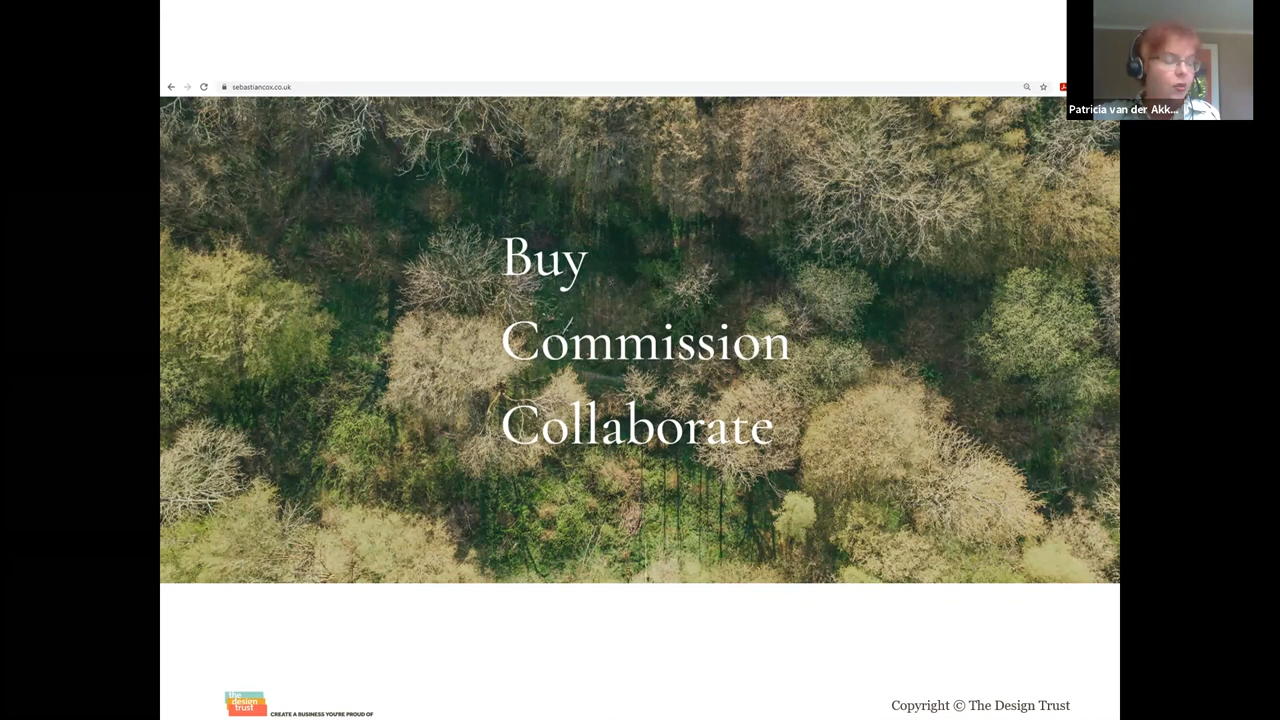 sebastiancox.co.uk
Patricia van der Akk...
Buy
Commission
Collaborate
the
design
trust
CREATE A BUSINESS YOU'RE PROUD OF
Copyright © The Design Trust